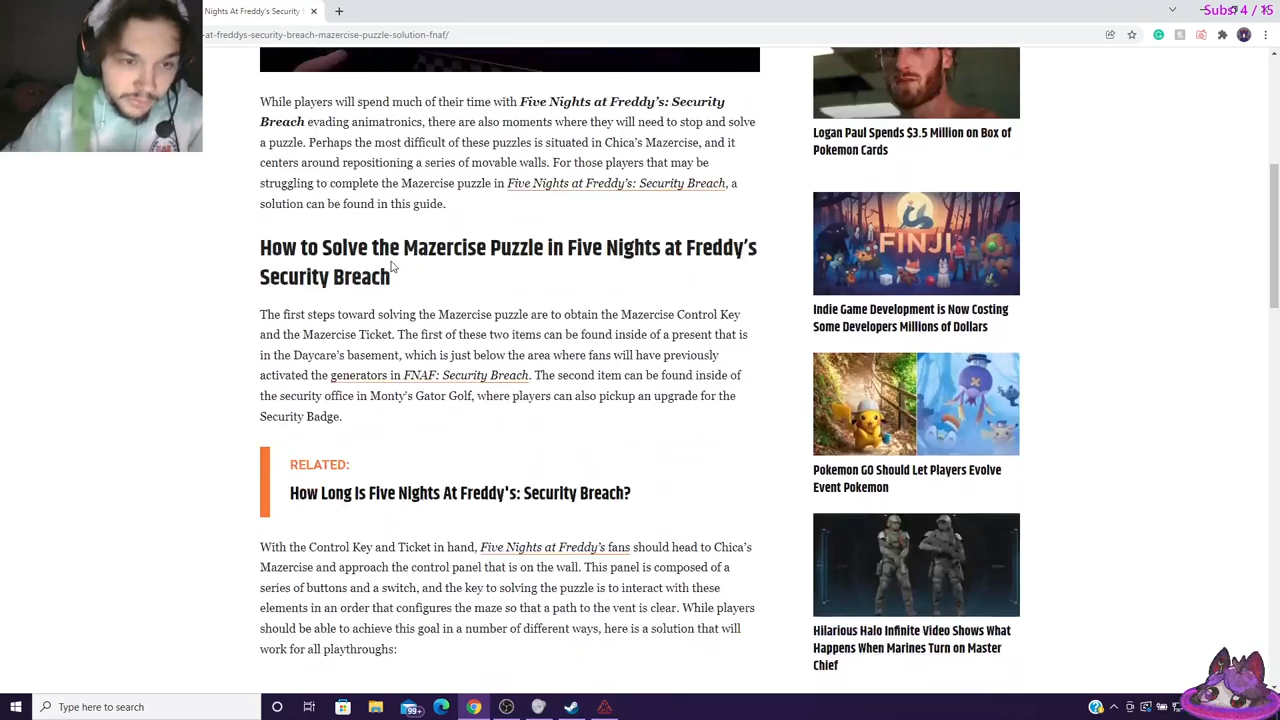 Nights At Freddy's Security
Subs: 4 / 15
-at-freddys-security-breach-mazercise-puzzle-solution-fnaf/
While players will spend much of their time with Five Nights at Freddy's: Security
Breach evading animatronics, there are also moments where they will need to stop and solve
a puzzle. Perhaps the most difficult of these puzzles is situated in Chica's Mazercise, and it
centers around repositioning a series of movable walls. For those players that may be
struggling to complete the Mazercise puzzle in Five Nights at Freddy's: Security Breach, a
solution can be found in this guide.
How to Solve the Mazercise Puzzle in Five Nights at Freddy's
Security Breach
The first steps toward solving the Mazercise puzzle are to obtain the Mazercise Control Key
and the Mazercise Ticket. The first of these two items can be found inside of a present that is
in the Daycare's basement, which is just below the area where fans will have previously
activated the generators in FNAF: Security Breach. The second item can be found inside of
the security office in Monty's Gator Golf, where players can also pickup an upgrade for the
Security Badge.
RELATED:
How Long Is Five Nights At Freddy's: Security Breach?
With the Control Key and Ticket in hand, Five Nights at Freddy's fans should head to Chica's
Mazercise and approach the control panel that is on the wall. This panel is composed of a
series of buttons and a switch, and the key to solving the puzzle is to interact with these
elements in an order that configures the maze so that a path to the vent is clear. While players
should be able to achieve this goal in a number of different ways, here is a solution that will
work for all playthroughs:
Logan Paul Spends $3.5 Million on Box of
Pokemon Cards
FINJI
Indie Game Development is Now Costing
Some Developers Millions of Dollars
Pokemon GO Should Let Players Evolve
Event Pokemon
Hilarious Halo Infinite Video Shows What
Happens When Marines Turn on Master
Chief
Type here to search
99+